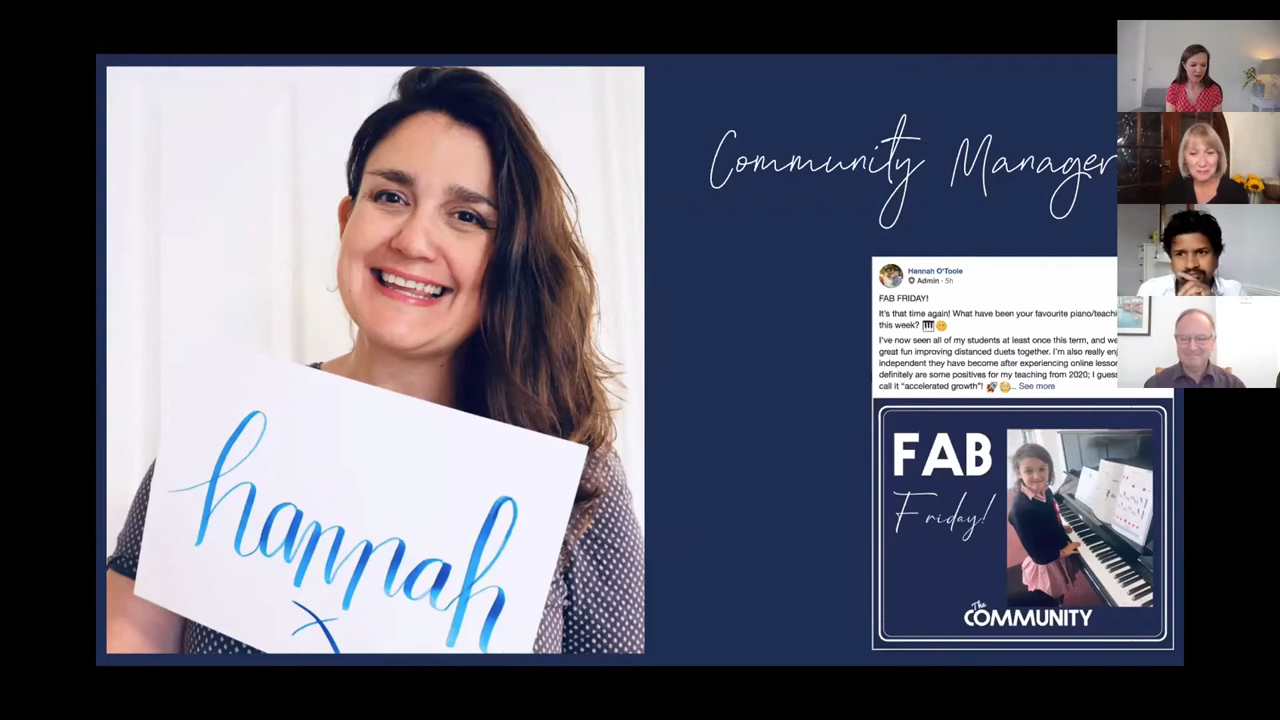 Community Manager
hannah
x
Hannah O'Toole
Admin · 5h
FAB FRIDAY!
It's that time again! What have been your favourite piano/teachi
this week? 🎹😊
I've now seen all of my students at least once this term, and we
great fun improving distanced duets together. I'm also really enj
independent they have become after experiencing online lesson
definitely are some positives for my teaching from 2020; I guess
call it "accelerated growth"! 🚀🧐... See more
FAB
Friday!
The
COMMUNITY